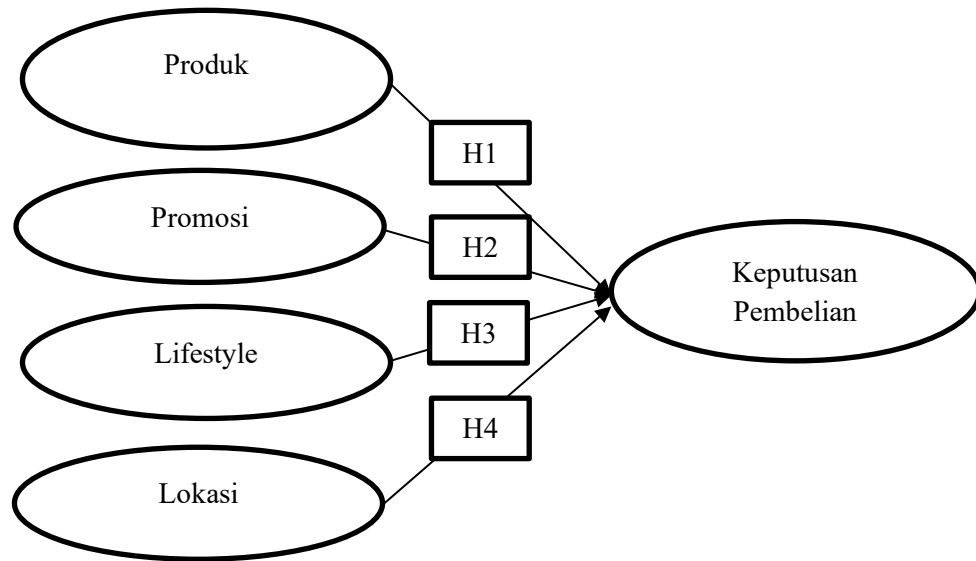 Produk
H1
Promosi
H2
Keputusan
Pembelian
Lifestyle
H3
Lokasi
H4